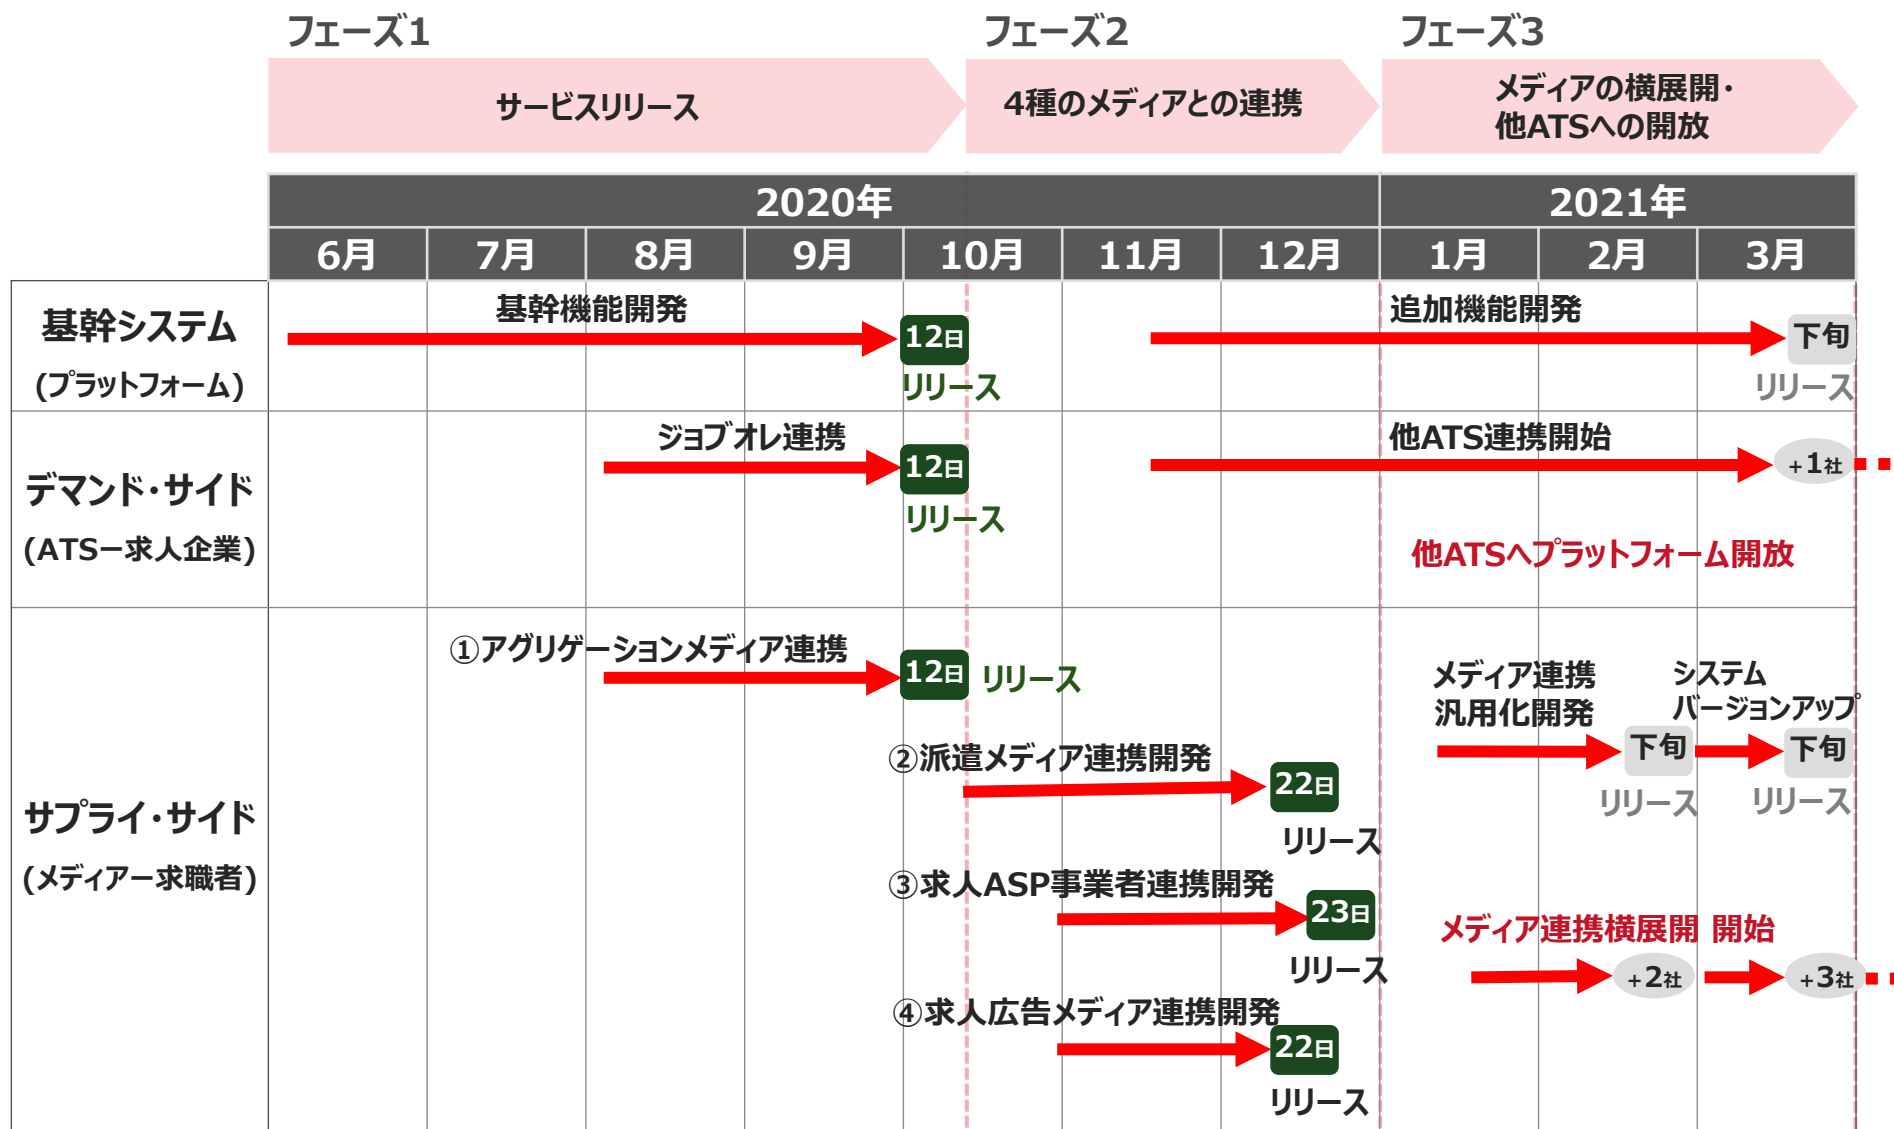 フェーズ1
フェーズ2
フェーズ3
サービスリリース
4種のメディアとの連携
メディアの横展開・
他ATSへの開放
2020年
2021年
6月
7月
8月
9月
10月
11月
12月
1月
2月
3月
基幹システム
(プラットフォーム)
基幹機能開発
12日
リリース
追加機能開発
下旬
リリース
デマンド・サイド
(ATSー求人企業)
ジョブオレ連携
12日
リリース
他ATS連携開始
+1社
他ATSへプラットフォーム開放
サプライ・サイド
(メディアー求職者)
①アグリゲーションメディア連携
12日
リリース
②派遣メディア連携開発
22日
リリース
③求人ASP事業者連携開発
23日
リリース
④求人広告メディア連携開発
22日
リリース
メディア連携
汎用化開発
下旬
リリース
システム
バージョンアップ
下旬
リリース
メディア連携横展開 開始
+2社
+3社